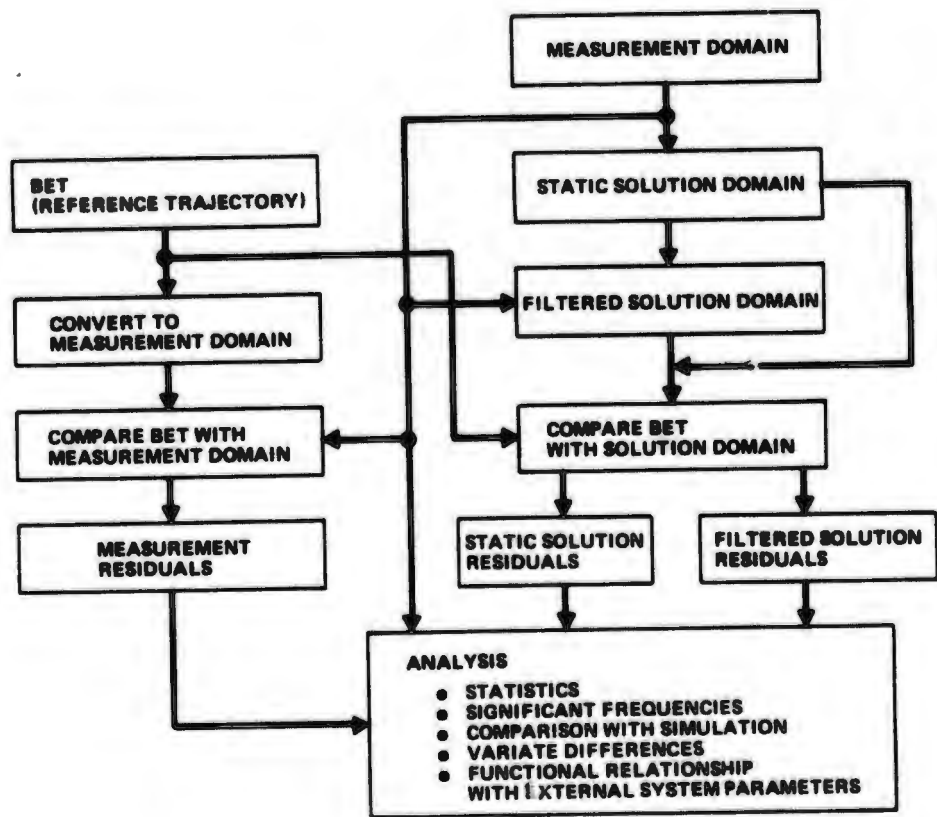 MEASUREMENT DOMAIN
BET
(REFERENCE TRAJECTORY)
STATIC SOLUTION DOMAIN
CONVERT TO
MEASUREMENT DOMAIN
FILTERED SOLUTION DOMAIN
COMPARE BET WITH
MEASUREMENT DOMAIN
COMPARE BET
WITH SOLUTION DOMAIN
MEASUREMENT
RESIDUALS
STATIC SOLUTION
RESIDUALS
FILTERED SOLUTION
RESIDUALS
ANALYSIS
● STATISTICS
● SIGNIFICANT FREQUENCIES
● COMPARISON WITH SIMULATION
● VARIATE DIFFERENCES
● FUNCTIONAL RELATIONSHIP
WITH EXTERNAL SYSTEM PARAMETERS